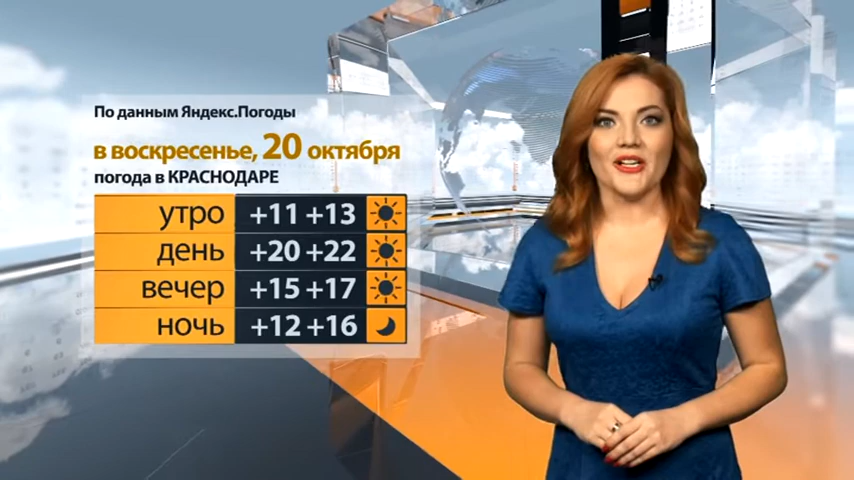 По данным Яндекс.Погоды
в воскресенье, 20 октября
погода в КРАСНОДАРЕ
утро +11 +13
день +20 +22
вечер +15 +17
ночь +12 +16